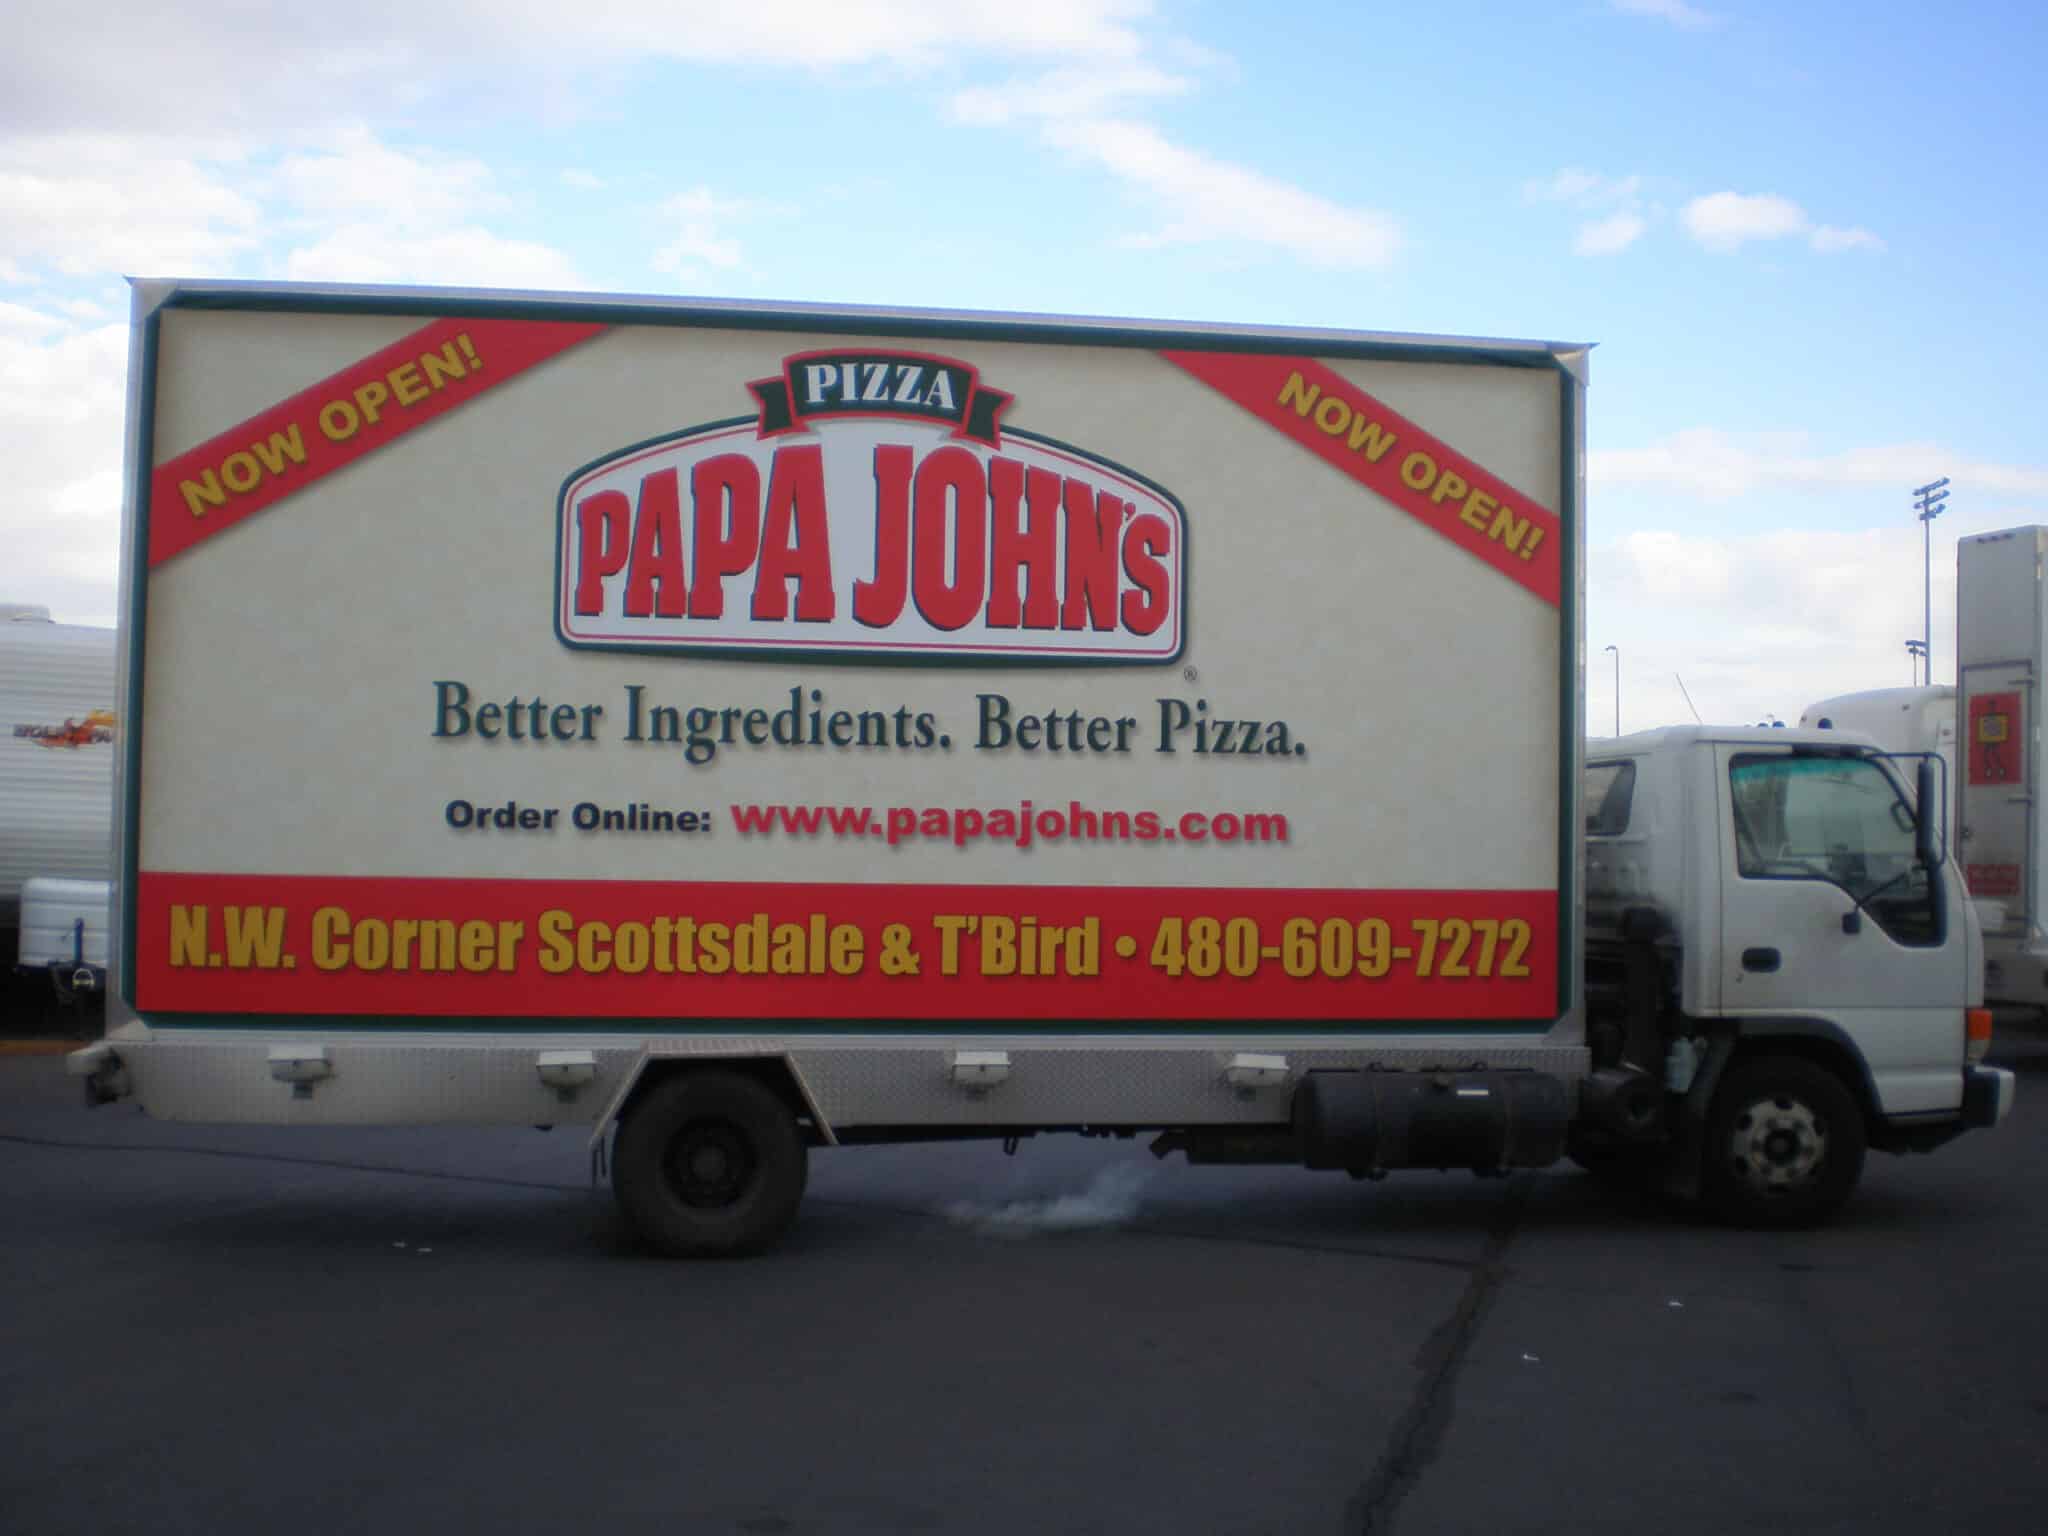 NOW OPEN!
NOW OPEN!
PIZZA
PAPA JOHN'S
®
Better Ingredients. Better Pizza.
Order Online: www.papajohns.com
N.W. Corner Scottsdale & T'Bird • 480-609-7272